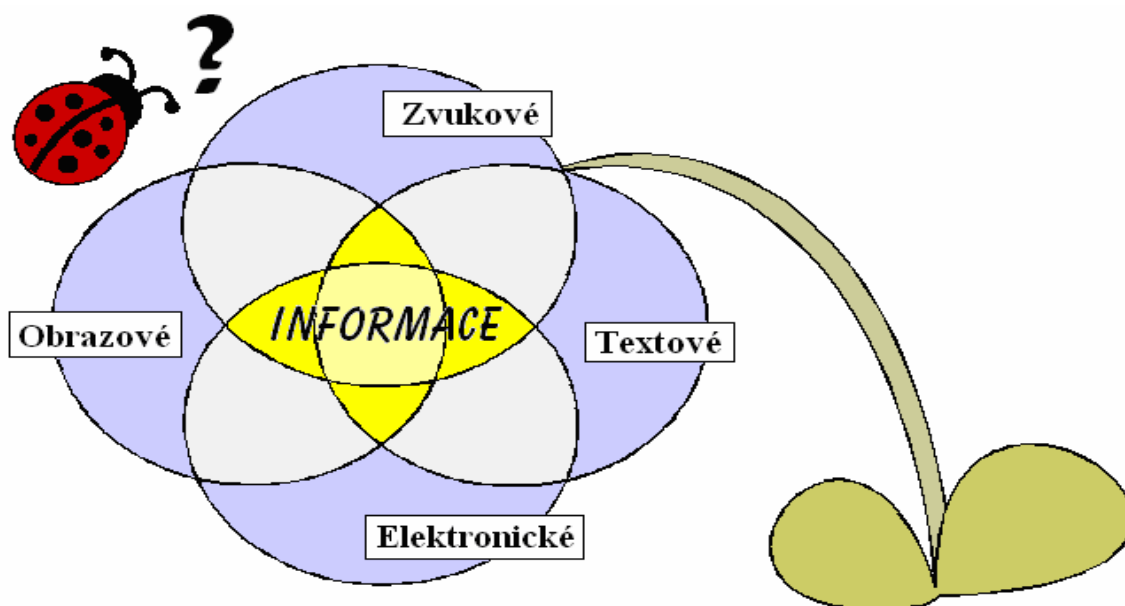 ?
Zvukové
Obrazové
INFORMACE
Textové
Elektronické